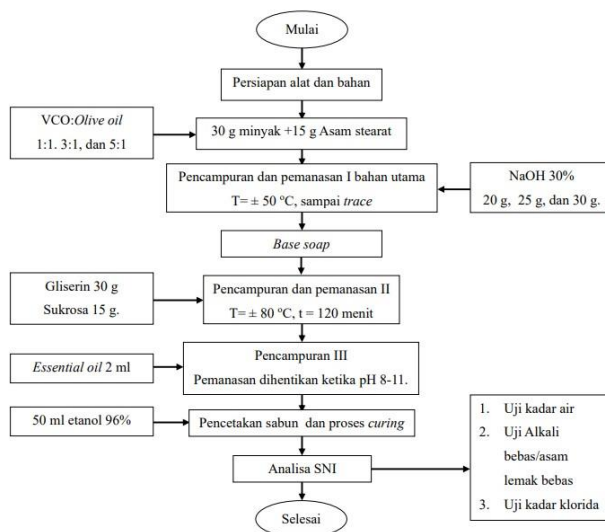 Mulai
Persiapan alat dan bahan
VCO:Olive oil
1:1. 3:1, dan 5:1
30 g minyak +15 g Asam stearat
Pencampuran dan pemanasan I bahan utama
T= ± 50 °C, sampai trace
NaOH 30%
20 g, 25 g, dan 30 g.
Base soap
Gliserin 30 g
Sukrosa 15 g.
Pencampuran dan pemanasan II
T= ± 80 °C, t = 120 menit
Essential oil 2 ml
Pencampuran III
Pemanasan dihentikan ketika pH 8-11.
50 ml etanol 96%
Pencetakan sabun dan proses curing
Analisa SNI
1. Uji kadar air
2. Uji Alkali
bebas/asam
lemak bebas
3. Uji kadar klorida
Selesai